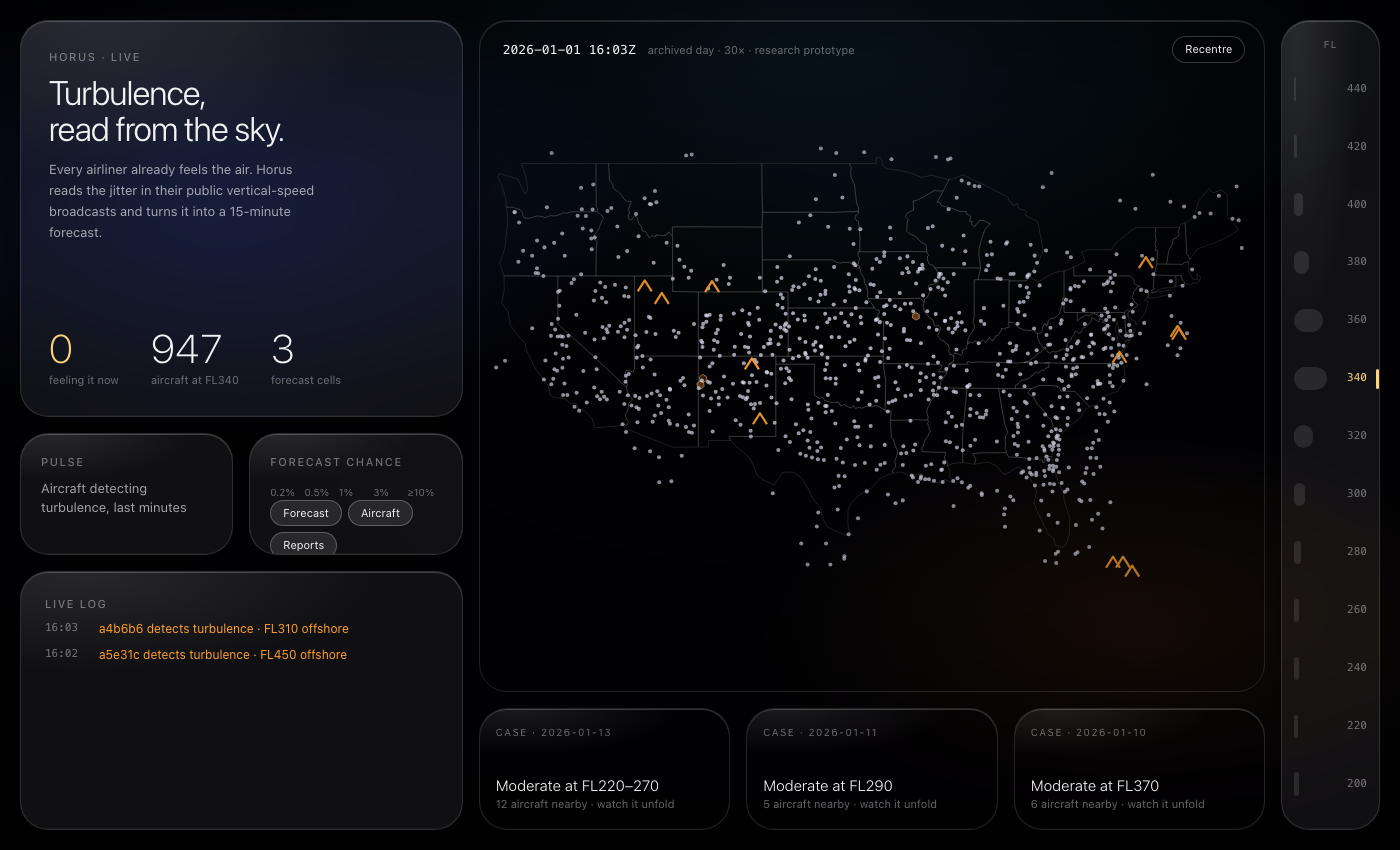 HORUS · LIVE
Turbulence,
read from the sky.
Every airliner already feels the air. Horus
reads the jitter in their public vertical-speed
broadcasts and turns it into a 15-minute
forecast.
0
feeling it now
947
aircraft at FL340
3
forecast cells
PULSE
Aircraft detecting
turbulence, last minutes
FORECAST CHANCE
0.2% 0.5% 1% 3% ≥10%
Forecast Aircraft
Reports
LIVE LOG
16:03 a4b6b6 detects turbulence · FL310 offshore
16:02 a5e31c detects turbulence · FL450 offshore
2026-01-01 16:03Z archived day · 30× · research prototype
Recentre
CASE · 2026-01-13
Moderate at FL220–270
12 aircraft nearby · watch it unfold
CASE · 2026-01-11
Moderate at FL290
5 aircraft nearby · watch it unfold
CASE · 2026-01-10
Moderate at FL370
6 aircraft nearby · watch it unfold
FL
440
420
400
380
360
340
320
300
280
260
240
220
200